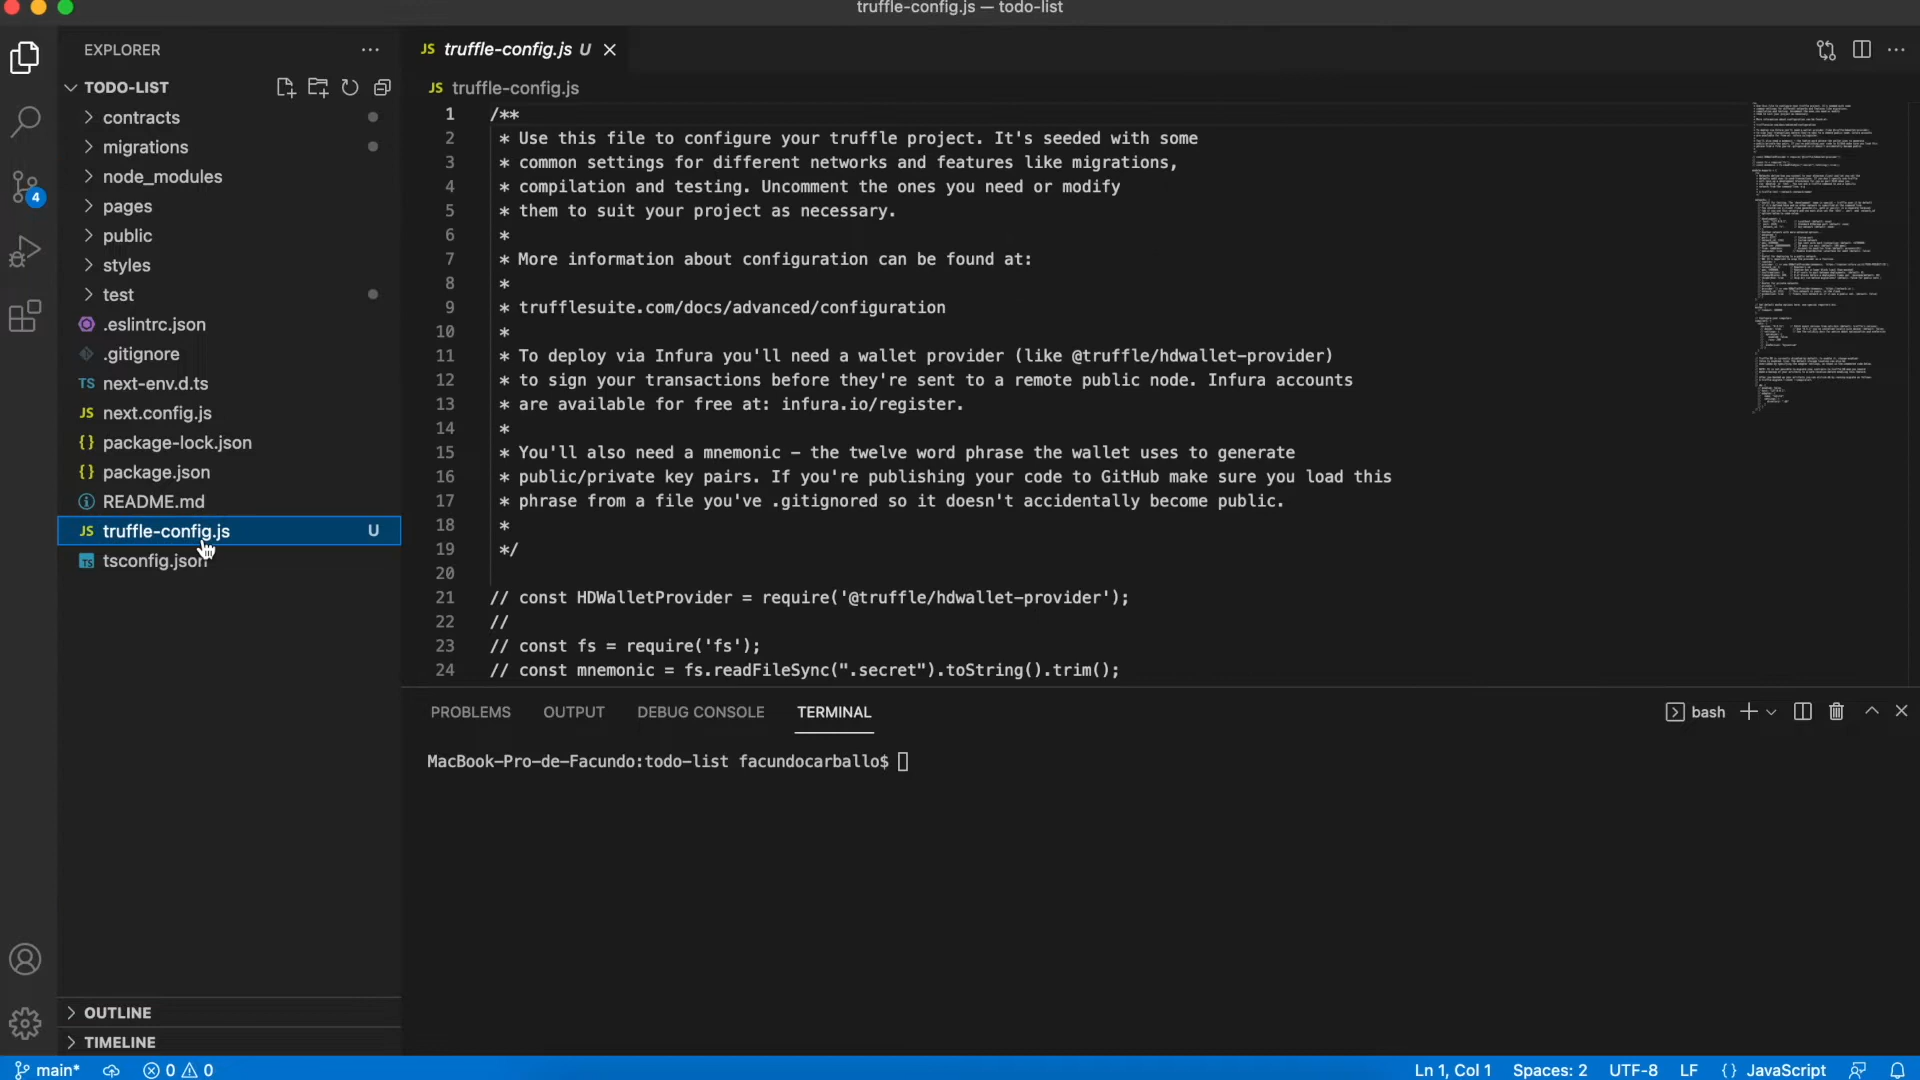 truffle-config.js — todo-list
EXPLORER
TODO-LIST
contracts
migrations
node_modules
pages
public
styles
test
.eslintrc.json
.gitignore
TS next-env.d.ts
JS next.config.js
{} package-lock.json
{} package.json
README.md
JS truffle-config.js U
TS tsconfig.json
OUTLINE
TIMELINE
4
JS truffle-config.js U
JS truffle-config.js
1 /**
2 * Use this file to configure your truffle project. It's seeded with some
3 * common settings for different networks and features like migrations,
4 * compilation and testing. Uncomment the ones you need or modify
5 * them to suit your project as necessary.
6 *
7 * More information about configuration can be found at:
8 *
9 * trufflesuite.com/docs/advanced/configuration
10 *
11 * To deploy via Infura you'll need a wallet provider (like @truffle/hdwallet-provider)
12 * to sign your transactions before they're sent to a remote public node. Infura accounts
13 * are available for free at: infura.io/register.
14 *
15 * You'll also need a mnemonic - the twelve word phrase the wallet uses to generate
16 * public/private key pairs. If you're publishing your code to GitHub make sure you load this
17 * phrase from a file you've .gitignored so it doesn't accidentally become public.
18 *
19 */
20
21 // const HDWalletProvider = require('@truffle/hdwallet-provider');
22 //
23 // const fs = require('fs');
24 // const mnemonic = fs.readFileSync(".secret").toString().trim();
PROBLEMS OUTPUT DEBUG CONSOLE TERMINAL
bash
MacBook-Pro-de-Facundo:todo-list facundocarballo$
main* 0 0 Ln 1, Col 1 Spaces: 2 UTF-8 LF {} JavaScript